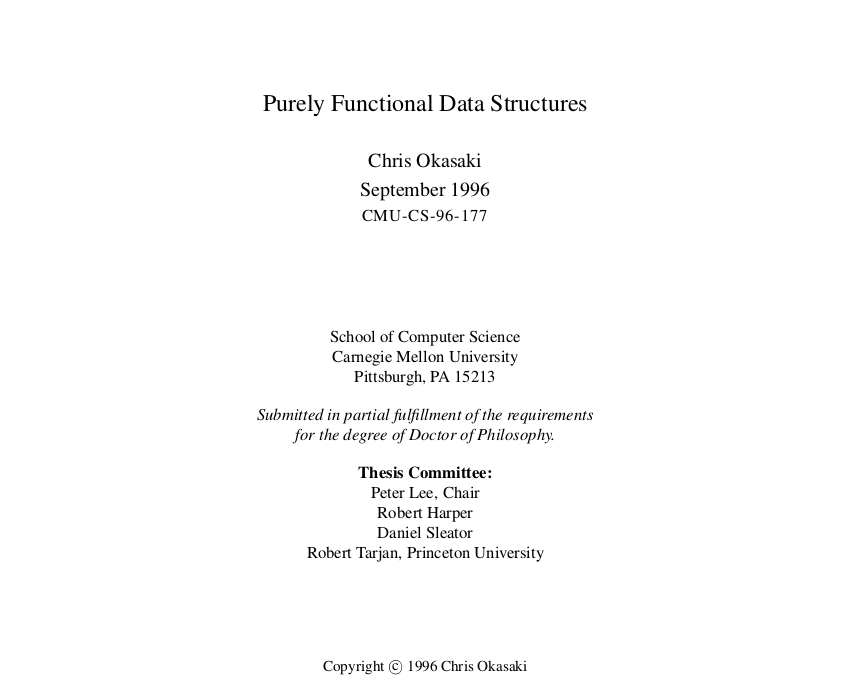 Purely Functional Data Structures
Chris Okasaki
September 1996
CMU-CS-96-177
School of Computer Science
Carnegie Mellon University
Pittsburgh, PA 15213
Submitted in partial fulfillment of the requirements
for the degree of Doctor of Philosophy.
Thesis Committee:
Peter Lee, Chair
Robert Harper
Daniel Sleator
Robert Tarjan, Princeton University
Copyright © 1996 Chris Okasaki